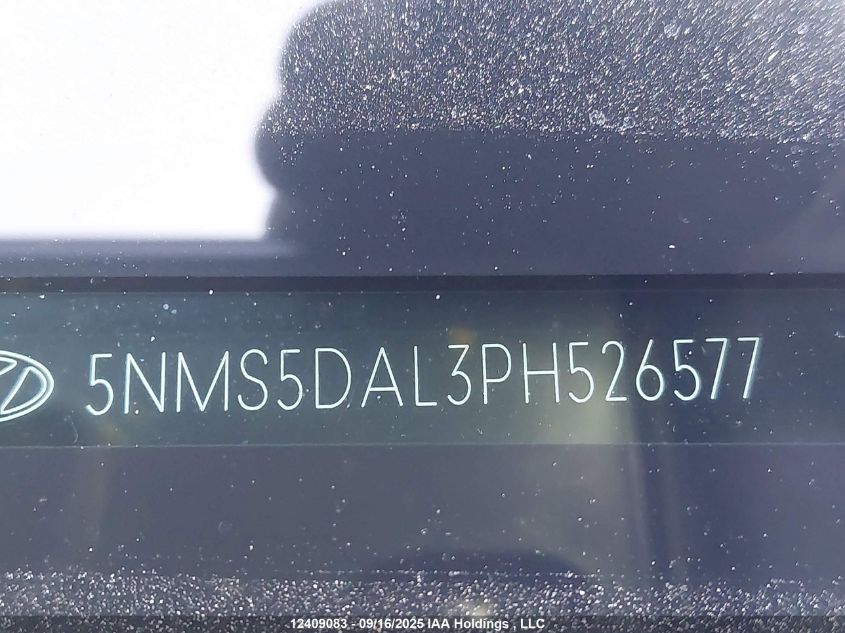 5NMS5DAL3PH526577
12409083 - 09/16/2025 IAA Holdings , LLC